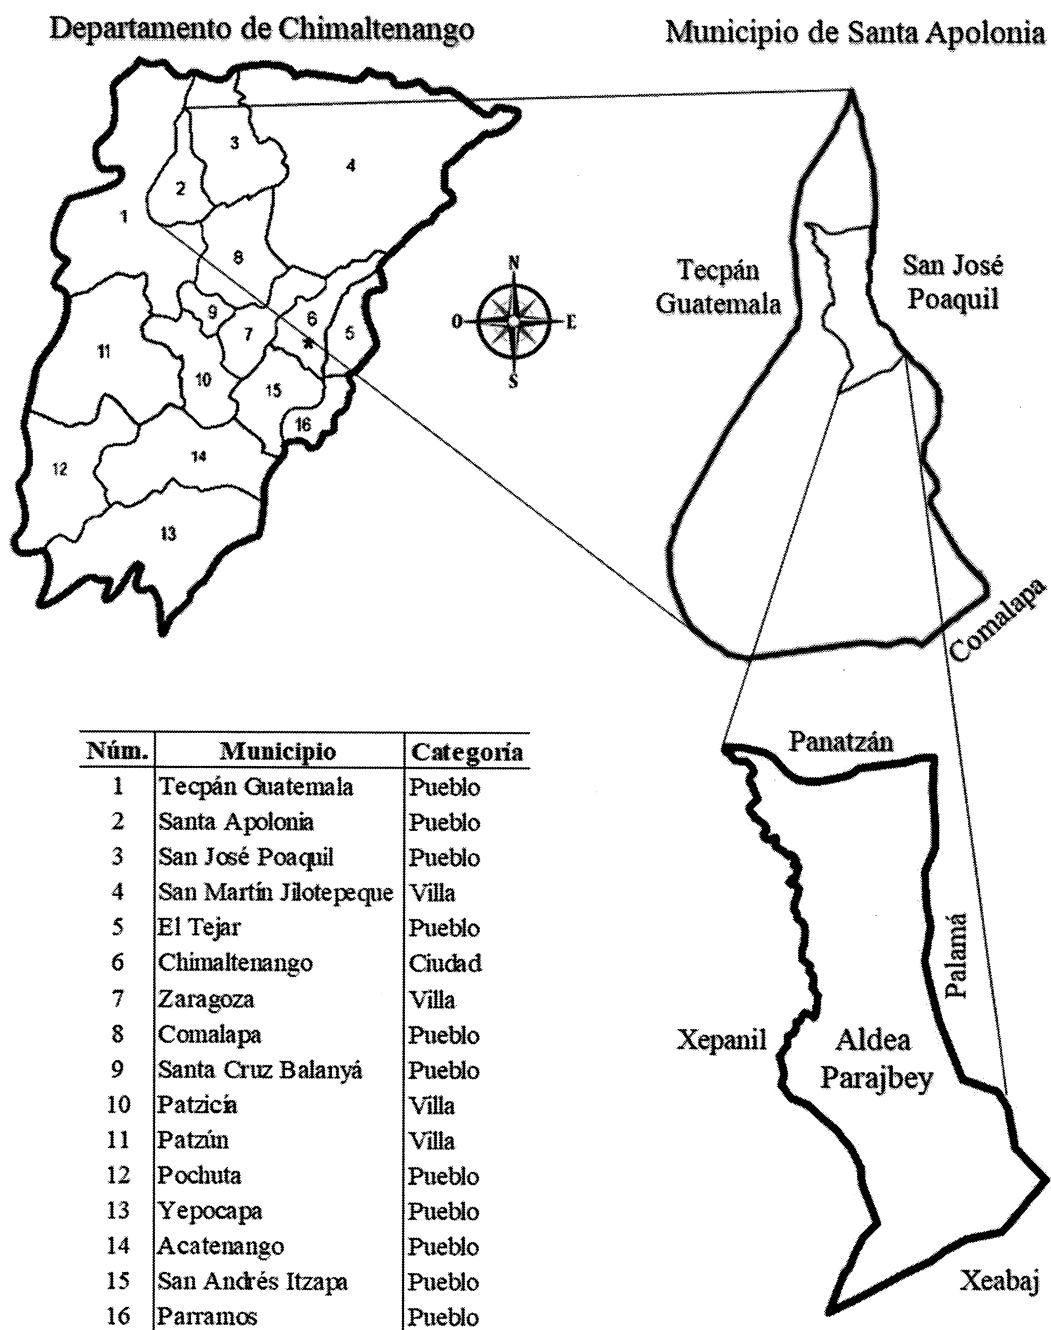 Departamento de Chimaltenango
Municipio de Santa Apolonia
1
2
3
4
8
9
7
6
*
5
11
10
15
16
12
14
13
N
O
E
S
Tecpán
Guatemala
San José
Poaquil
Comalapa
Núm. Municipio Categoría
1 Tecpán Guatemala Pueblo
2 Santa Apolonia Pueblo
3 San José Poaquil Pueblo
4 San Martín Jilotepeque Villa
5 El Tejar Pueblo
6 Chimaltenango Ciudad
7 Zaragoza Villa
8 Comalapa Pueblo
9 Santa Cruz Balanyá Pueblo
10 Patzicía Villa
11 Patzún Villa
12 Pochuta Pueblo
13 Yepocapa Pueblo
14 Acatenango Pueblo
15 San Andrés Itzapa Pueblo
16 Parramos Pueblo
Panatzán
Palamá
Xepanil
Aldea
Parajbey
Xeabaj